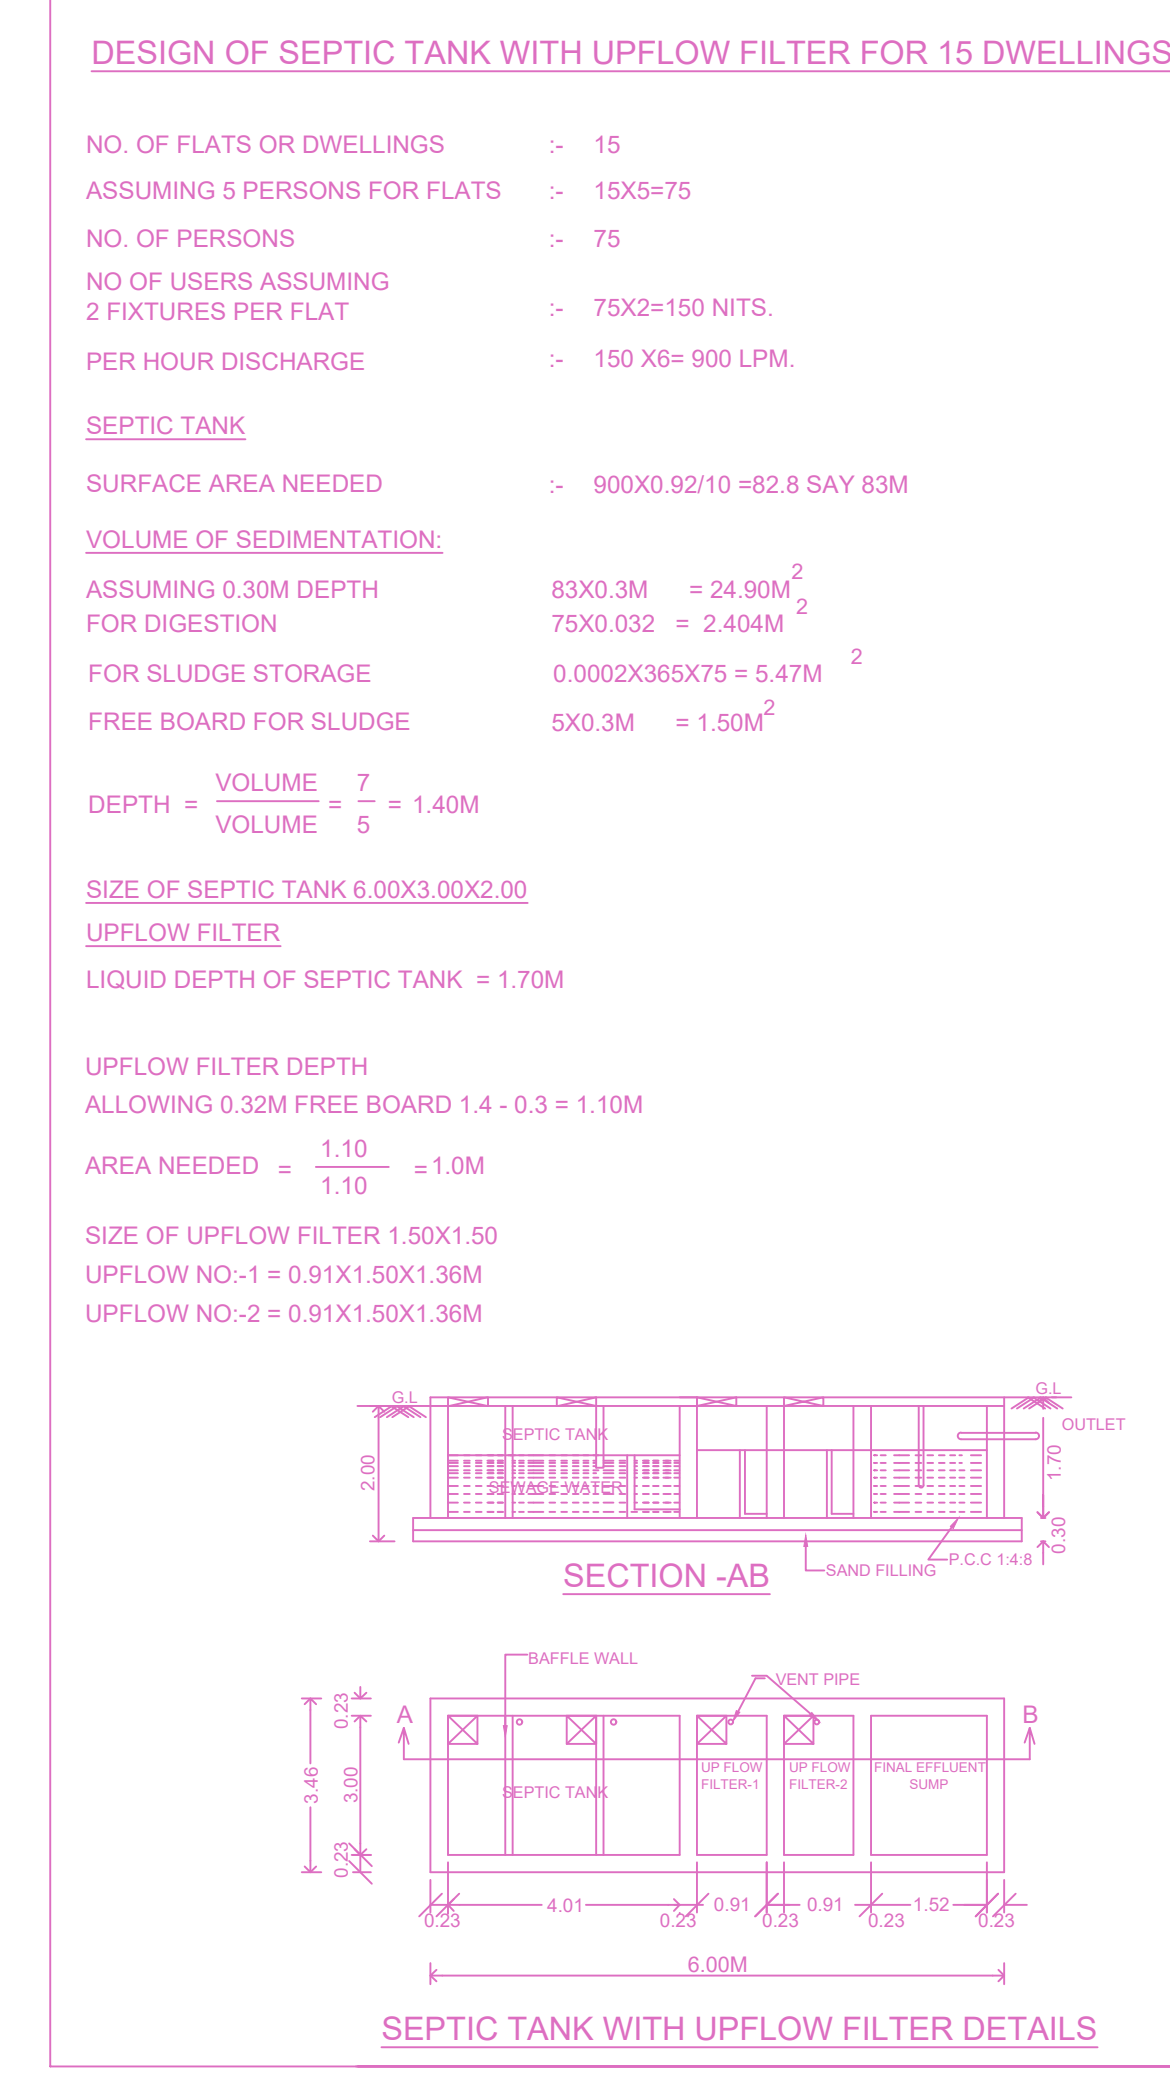 DESIGN OF SEPTIC TANK WITH UPFLOW FILTER FOR 15 DWELLINGS
NO. OF FLATS OR DWELLINGS :- 15
ASSUMING 5 PERSONS FOR FLATS :- 15X5=75
NO. OF PERSONS :- 75
NO OF USERS ASSUMING
2 FIXTURES PER FLAT :- 75X2=150 NITS.
PER HOUR DISCHARGE :- 150 X6= 900 LPM.
SEPTIC TANK
SURFACE AREA NEEDED :- 900X0.92/10 =82.8 SAY 83M
VOLUME OF SEDIMENTATION:
ASSUMING 0.30M DEPTH 83X0.3M = 24.90M 2
FOR DIGESTION 75X0.032 = 2.404M 2
FOR SLUDGE STORAGE 0.0002X365X75 = 5.47M 2
FREE BOARD FOR SLUDGE 5X0.3M = 1.50M 2
VOLUME 7
DEPTH = = = 1.40M
VOLUME 5
SIZE OF SEPTIC TANK 6.00X3.00X2.00
UPFLOW FILTER
LIQUID DEPTH OF SEPTIC TANK = 1.70M
UPFLOW FILTER DEPTH
ALLOWING 0.32M FREE BOARD 1.4 - 0.3 = 1.10M
1.10
AREA NEEDED = =1.0M
1.10
SIZE OF UPFLOW FILTER 1.50X1.50
UPFLOW NO:-1 = 0.91X1.50X1.36M
UPFLOW NO:-2 = 0.91X1.50X1.36M
G.L
G.L
OUTLET
SEPTIC TANK
SEWAGE WATER
2.00
1.70
0.30
P.C.C 1:4:8
SAND FILLING
SECTION -AB
BAFFLE WALL
VENT PIPE
A
B
0.23
3.46
3.00
0.23
SEPTIC TANK
UP FLOW
FILTER-1
UP FLOW
FILTER-2
FINAL EFFLUENT
SUMP
4.01 0.91 0.91 1.52
0.23 0.23 0.23 0.23 0.23
6.00M
SEPTIC TANK WITH UPFLOW FILTER DETAILS